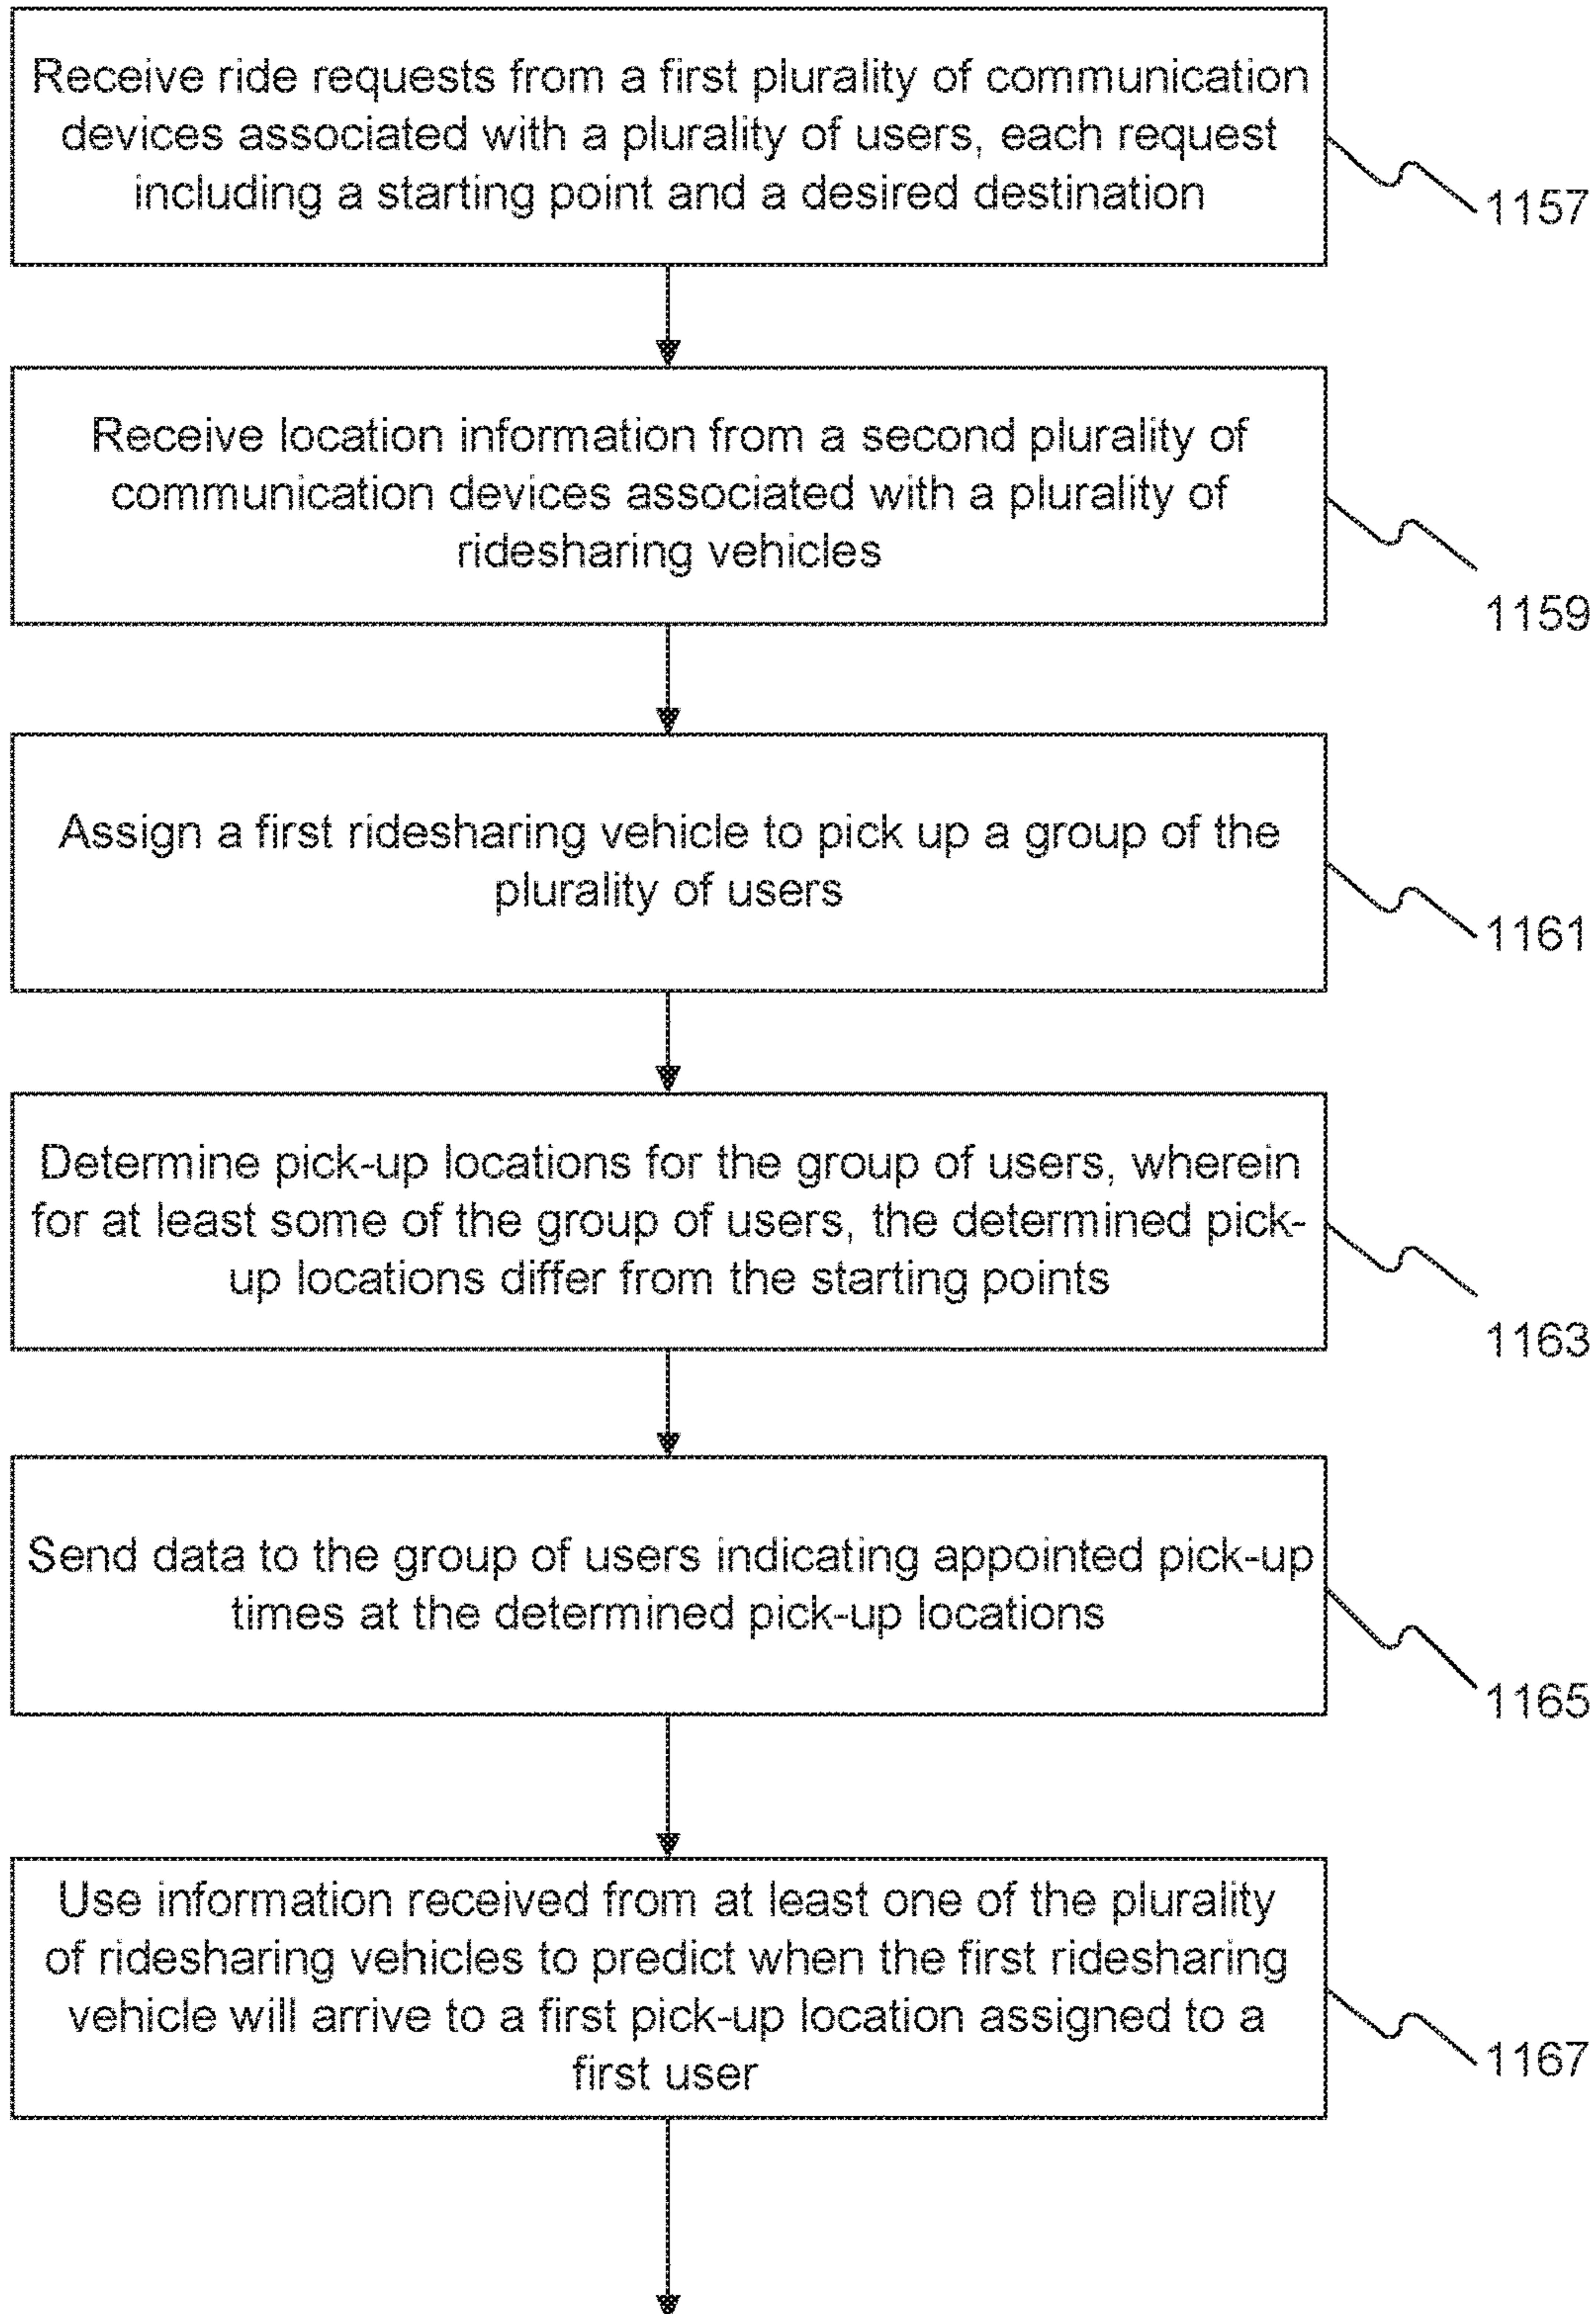 Receive ride requests from a first plurality of communication
devices associated with a plurality of users, each request
including a starting point and a desired destination
1157
Receive location information from a second plurality of
communication devices associated with a plurality of
ridesharing vehicles
1159
Assign a first ridesharing vehicle to pick up a group of the
plurality of users
1161
Determine pick-up locations for the group of users, wherein
for at least some of the group of users, the determined pick-
up locations differ from the starting points
1163
Send data to the group of users indicating appointed pick-up
times at the determined pick-up locations
1165
Use information received from at least one of the plurality
of ridesharing vehicles to predict when the first ridesharing
vehicle will arrive to a first pick-up location assigned to a
first user
1167